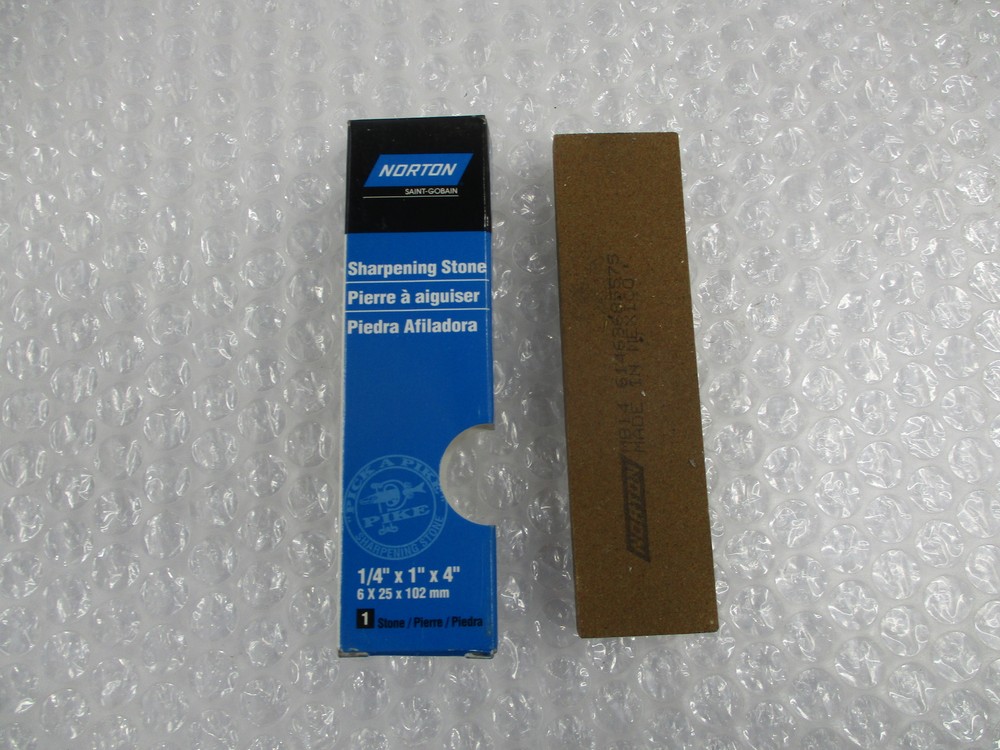 NORTON
SAINT-GOBAIN
Sharpening Stone
Pierre à aiguiser
Piedra Afiladora
PICK A PIKE
PIKE
SHARPENING STONE
1/4" x 1" x 4"
6 X 25 x 102 mm
1 Stone / Pierre / Piedra
NORTON
MADE IN MEXICO